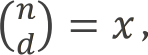 $\binom{n}{d} = x,$